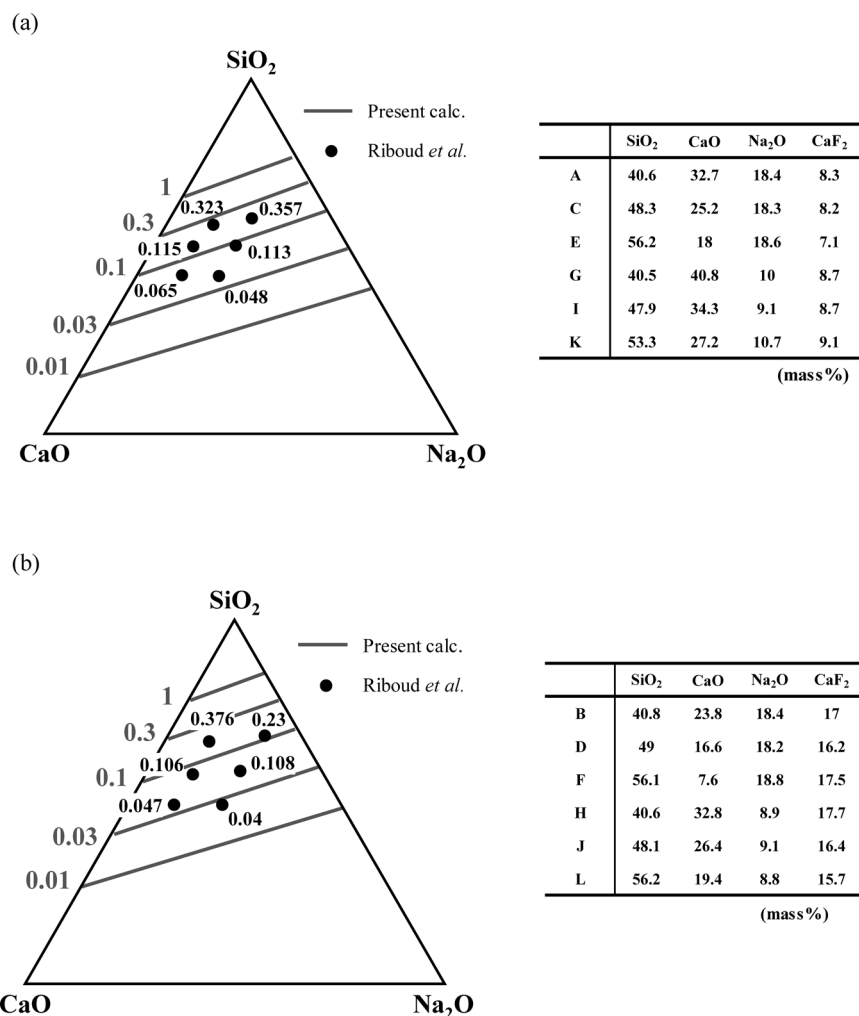 (a)
SiO₂
Present calc.
Riboud et al.
1
0.3
0.1
0.03
0.01
0.323
0.357
0.115
0.113
0.065
0.048
CaO
Na₂O
SiO₂ CaO Na₂O CaF₂
A 40.6 32.7 18.4 8.3
C 48.3 25.2 18.3 8.2
E 56.2 18 18.6 7.1
G 40.5 40.8 10 8.7
I 47.9 34.3 9.1 8.7
K 53.3 27.2 10.7 9.1
(mass%)
(b)
SiO₂
Present calc.
Riboud et al.
1
0.3
0.1
0.03
0.01
0.376
0.23
0.106
0.108
0.047
0.04
CaO
Na₂O
SiO₂ CaO Na₂O CaF₂
B 40.8 23.8 18.4 17
D 49 16.6 18.2 16.2
F 56.1 7.6 18.8 17.5
H 40.6 32.8 8.9 17.7
J 48.1 26.4 9.1 16.4
L 56.2 19.4 8.8 15.7
(mass%)